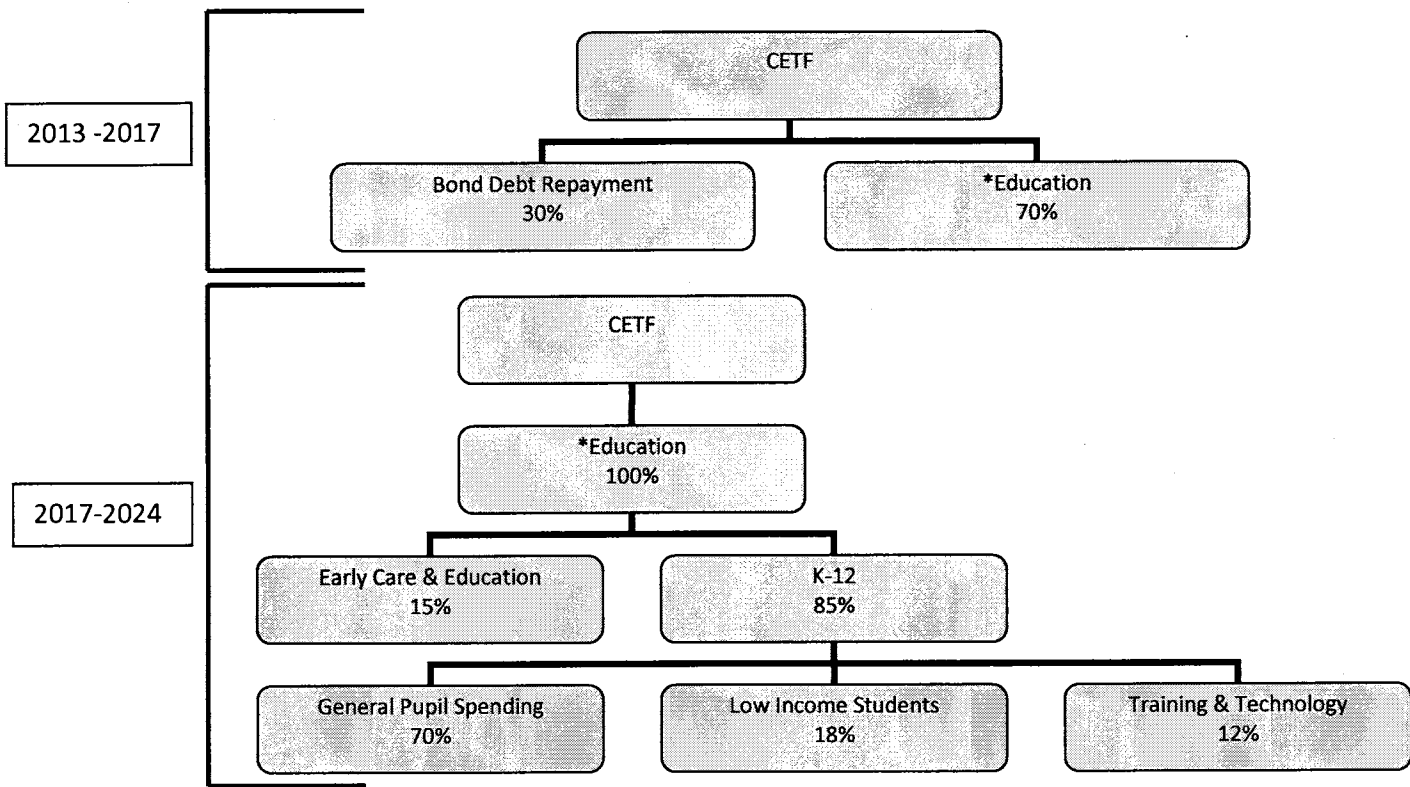 CETF
2013 -2017
Bond Debt Repayment
30%
*Education
70%
CETF
*Education
100%
2017-2024
Early Care & Education
15%
K-12
85%
General Pupil Spending
70%
Low Income Students
18%
Training & Technology
12%